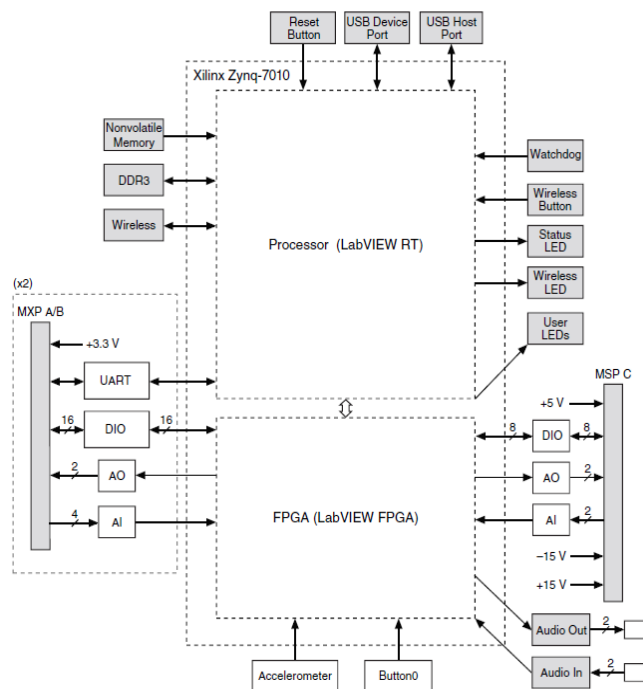 Reset
Button
USB Device
Port
USB Host
Port
Xilinx Zynq-7010
Nonvolatile
Memory
DDR3
Wireless
Processor (LabVIEW RT)
Watchdog
Wireless
Button
Status
LED
Wireless
LED
User
LEDs
(x2)
MXP A/B
+3.3 V
UART
16
DIO
16
2
AO
4
AI
FPGA (LabVIEW FPGA)
MSP C
+5 V
8
DIO
8
AO
2
AI
2
–15 V
+15 V
Audio Out
2
Audio In
2
Accelerometer
Button0